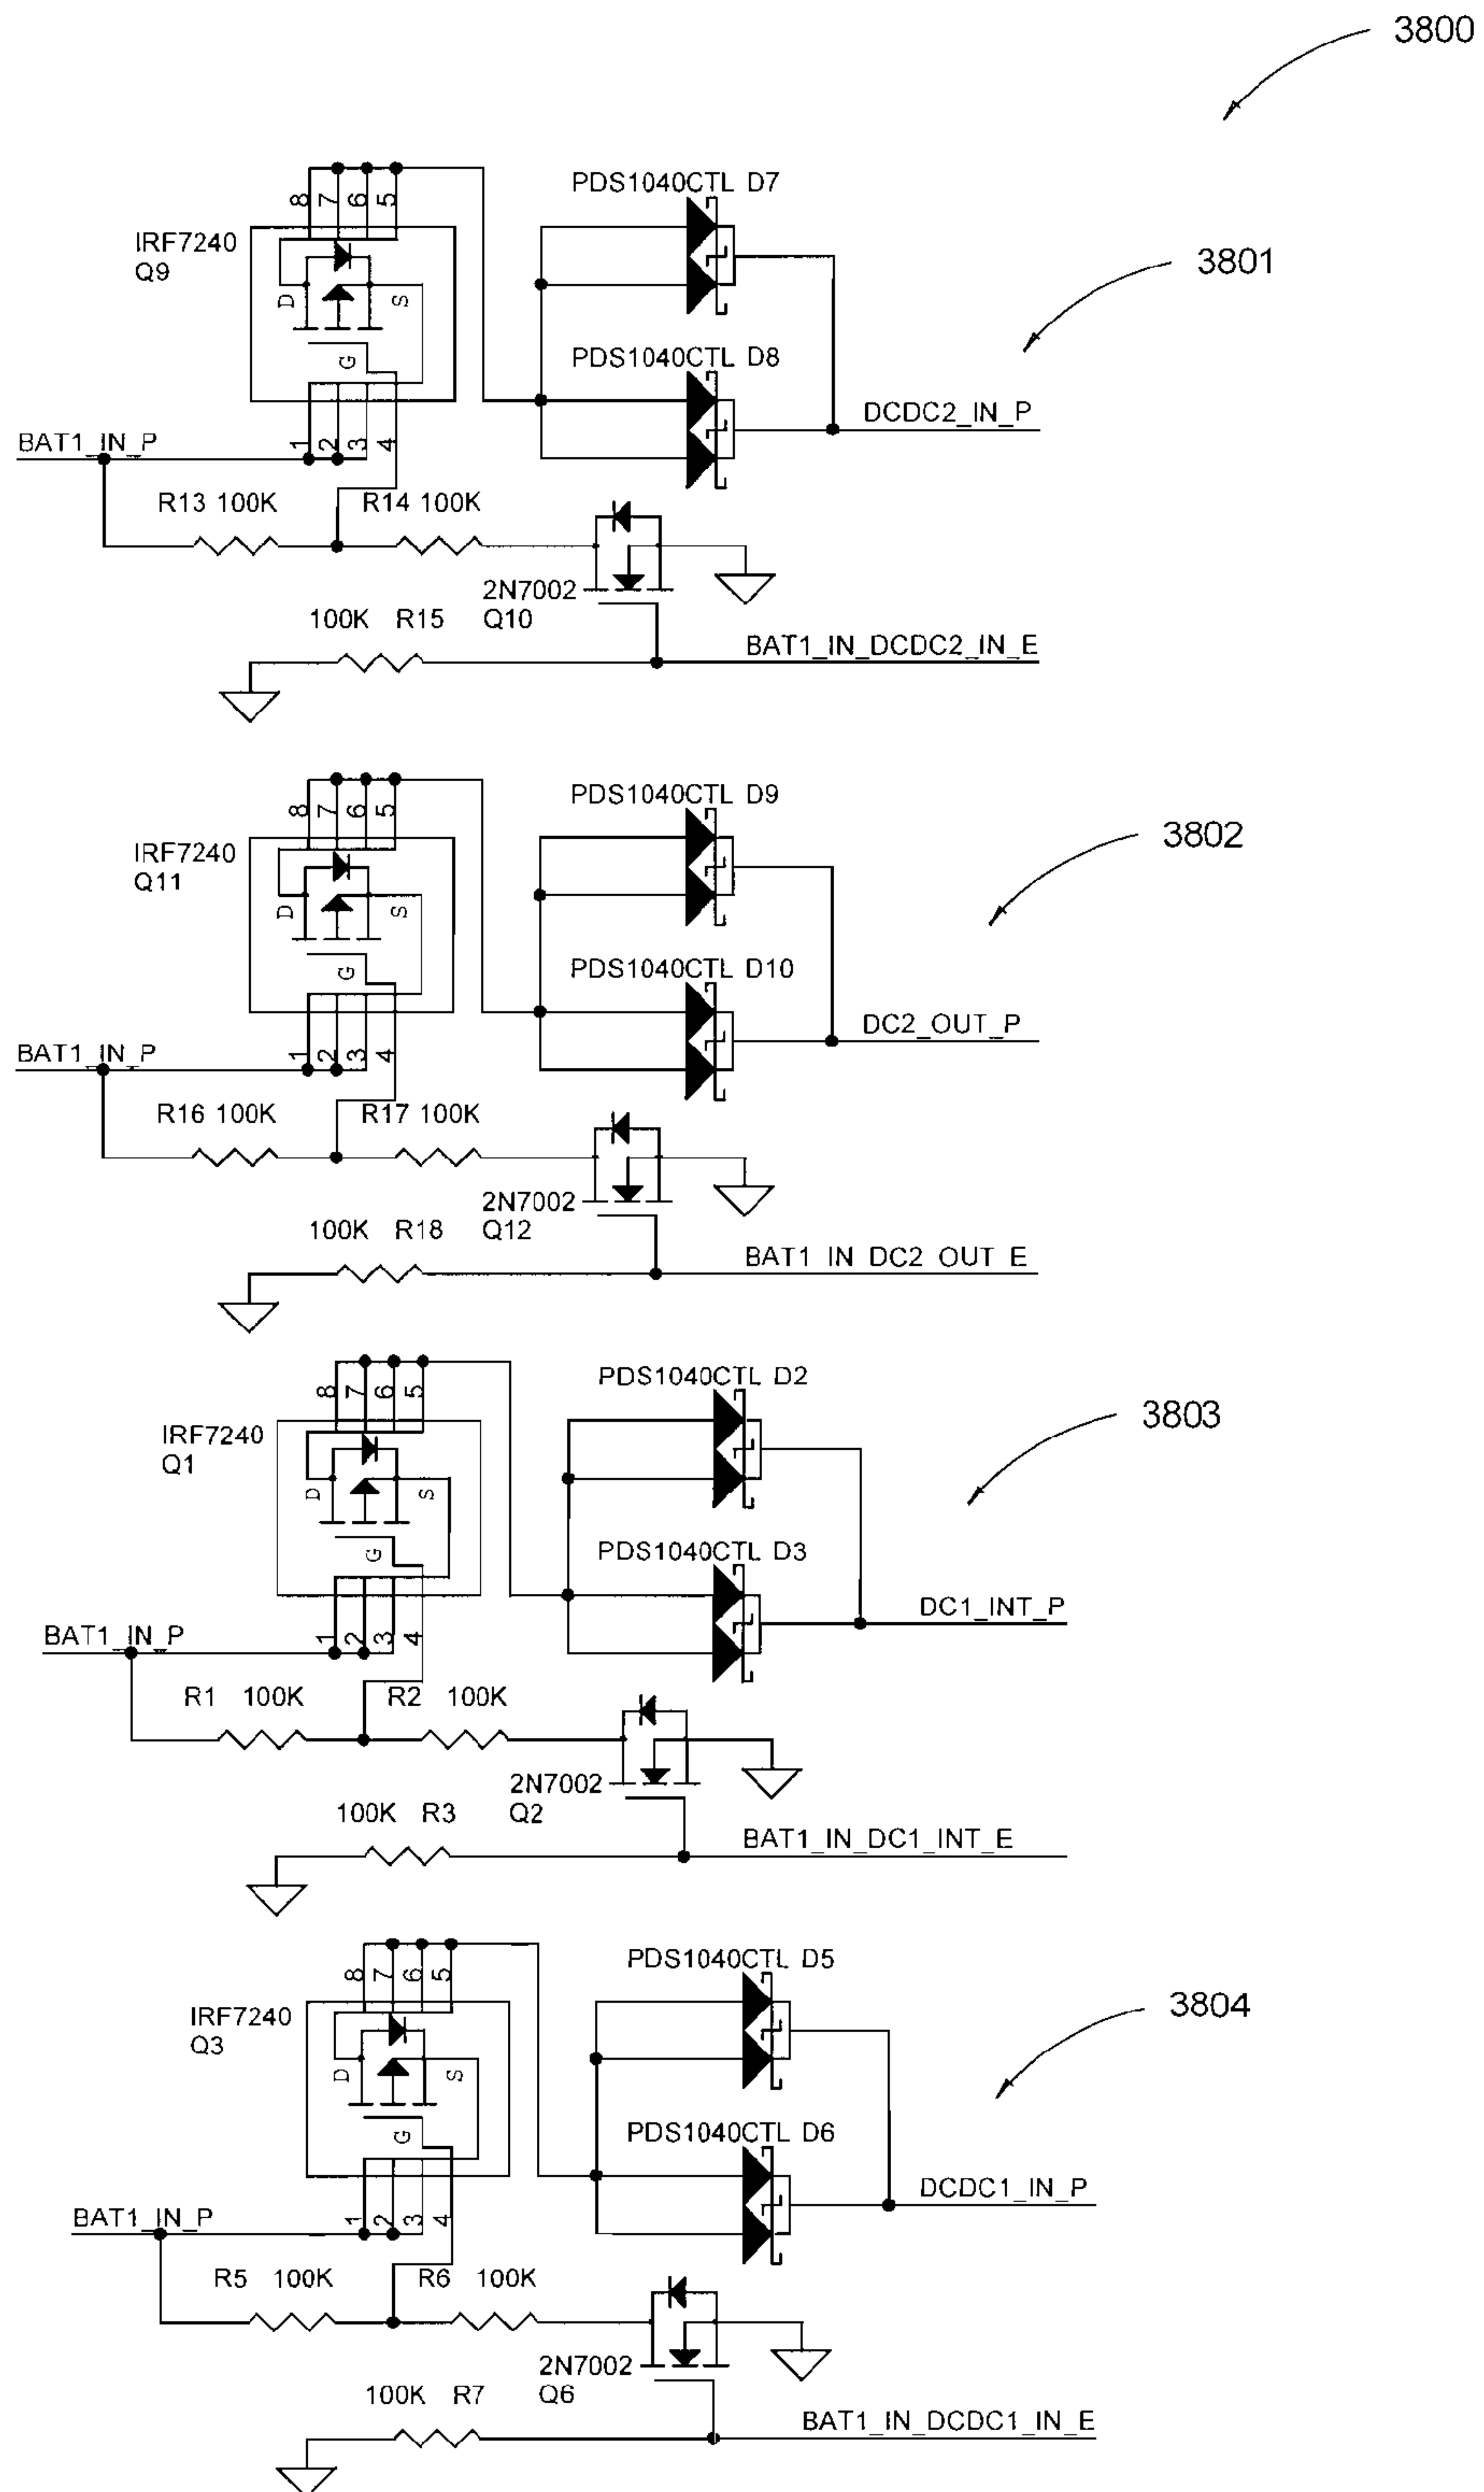 3800
PDS1040CTL D7
3801
8 7 6 5
IRF7240
Q9
D S
G
PDS1040CTL D8
DCDC2_IN_P
BAT1_IN_P
1 2 3 4
R13 100K
R14 100K
2N7002
Q10
100K R15
BAT1_IN_DCDC2_IN_E
PDS1040CTL D9
3802
8 7 6 5
IRF7240
Q11
D S
G
PDS1040CTL D10
DC2_OUT_P
BAT1_IN_P
1 2 3 4
R16 100K
R17 100K
2N7002
Q12
100K R18
BAT1 IN DC2 OUT E
PDS1040CTL D2
3803
8 7 6 5
IRF7240
Q1
D S
G
PDS1040CTL D3
DC1_INT_P
BAT1_IN_P
1 2 3 4
R1 100K
R2 100K
2N7002
Q2
100K R3
BAT1_IN_DC1_INT_E
PDS1040CTL D5
3804
8 7 6 5
IRF7240
Q3
D S
G
PDS1040CTL D6
DCDC1_IN_P
BAT1_IN_P
1 2 3 4
R5 100K
R6 100K
2N7002
Q6
100K R7
BAT1_IN_DCDC1_IN_E